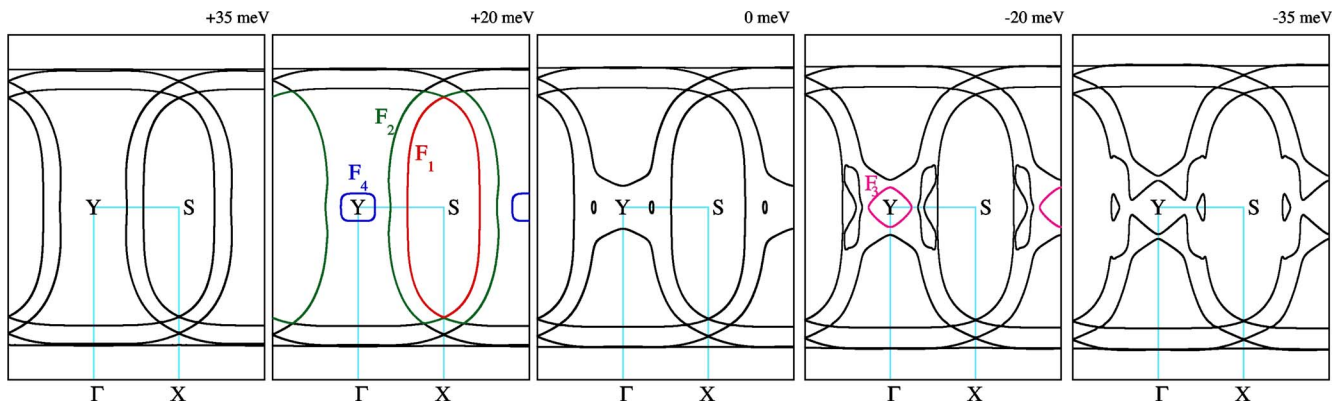 +35 meV
+20 meV
0 meV
-20 meV
-35 meV
F2
F1
F4
F3
Y S
Y S
Y S
Y S
Y S
Γ X
Γ X
Γ X
Γ X
Γ X